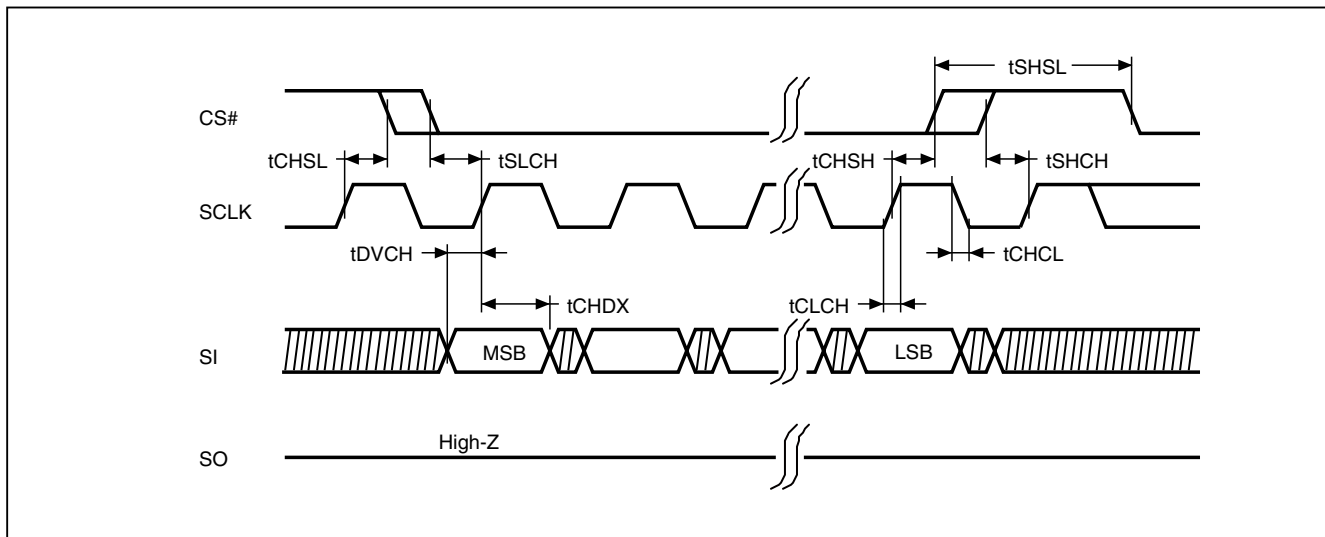 tSHSL
CS#
tCHSL
tSLCH
tCHSH
tSHCH
SCLK
tDVCH
tCHCL
tCHDX
tCLCH
SI
MSB
LSB
High-Z
SO